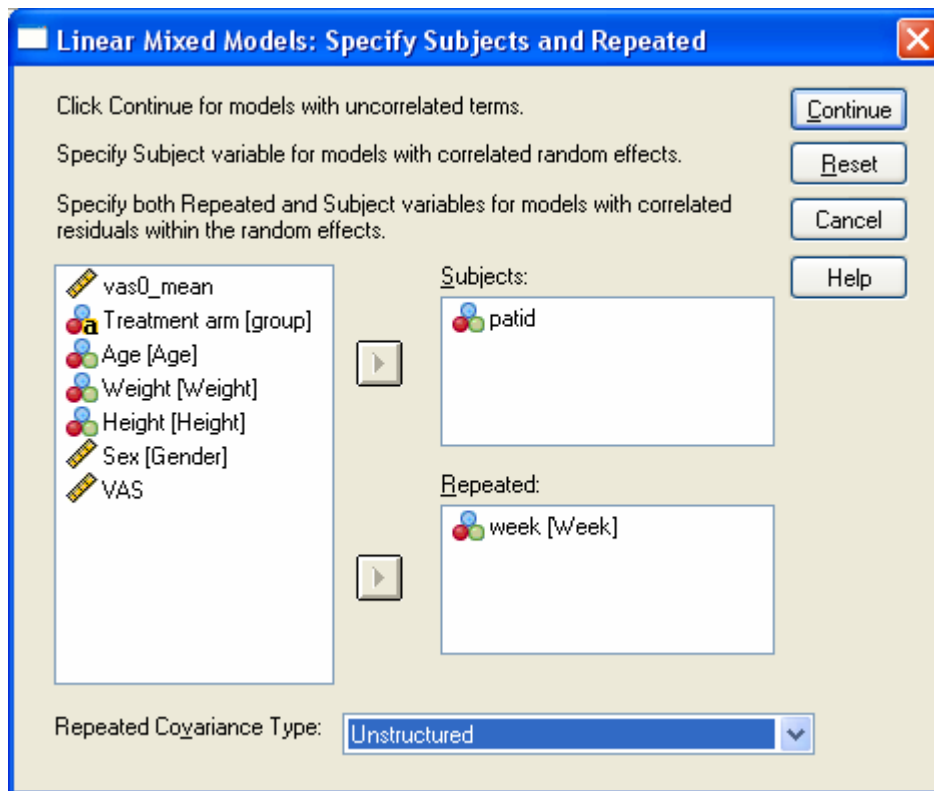 Linear Mixed Models: Specify Subjects and Repeated
Click Continue for models with uncorrelated terms.
Specify Subject variable for models with correlated random effects.
Specify both Repeated and Subject variables for models with correlated
residuals within the random effects.
Continue
Reset
Cancel
Help
vas0_mean
a Treatment arm [group]
Age [Age]
Weight [Weight]
Height [Height]
Sex [Gender]
VAS
Subjects:
patid
Repeated:
week [Week]
Repeated Covariance Type:
Unstructured